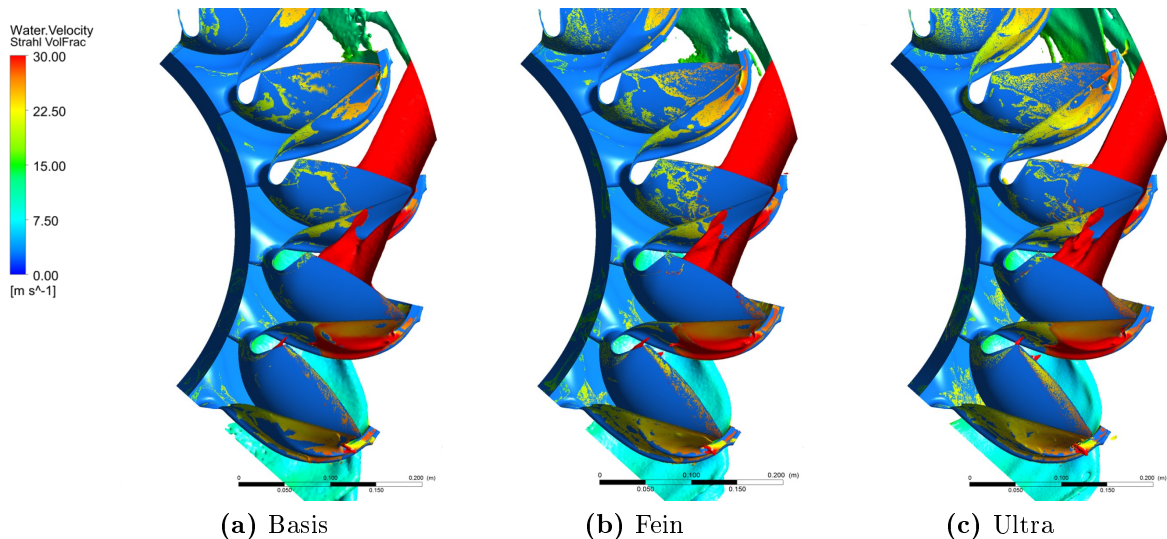 Water.Velocity
Strahl VolFrac
30.00
22.50
15.00
7.50
0.00
[m s^-1]
0 0.100 0.200 (m)
0.050 0.150
0 0.100 0.200 (m)
0.050 0.150
0 0.100 0.200 (m)
0.050 0.150
(a) Basis
(b) Fein
(c) Ultra